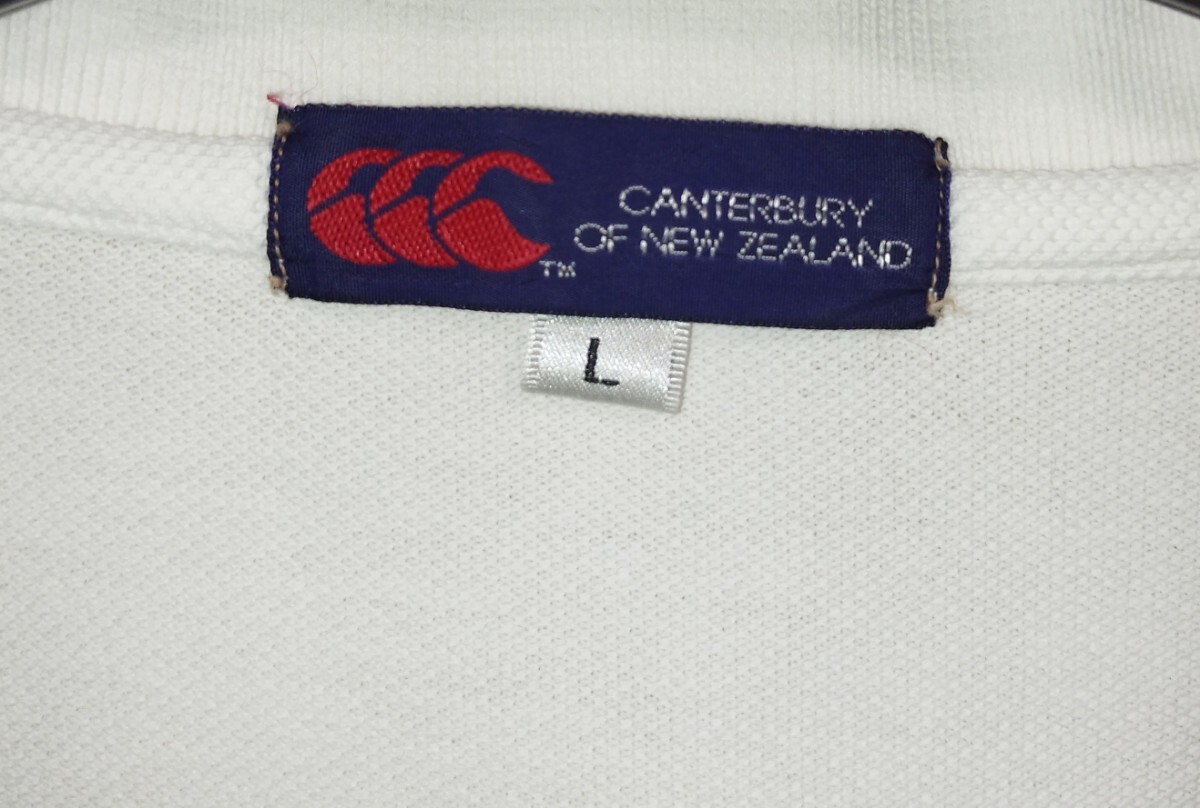 CANTERBURY
OF NEW ZEALAND
TM
L